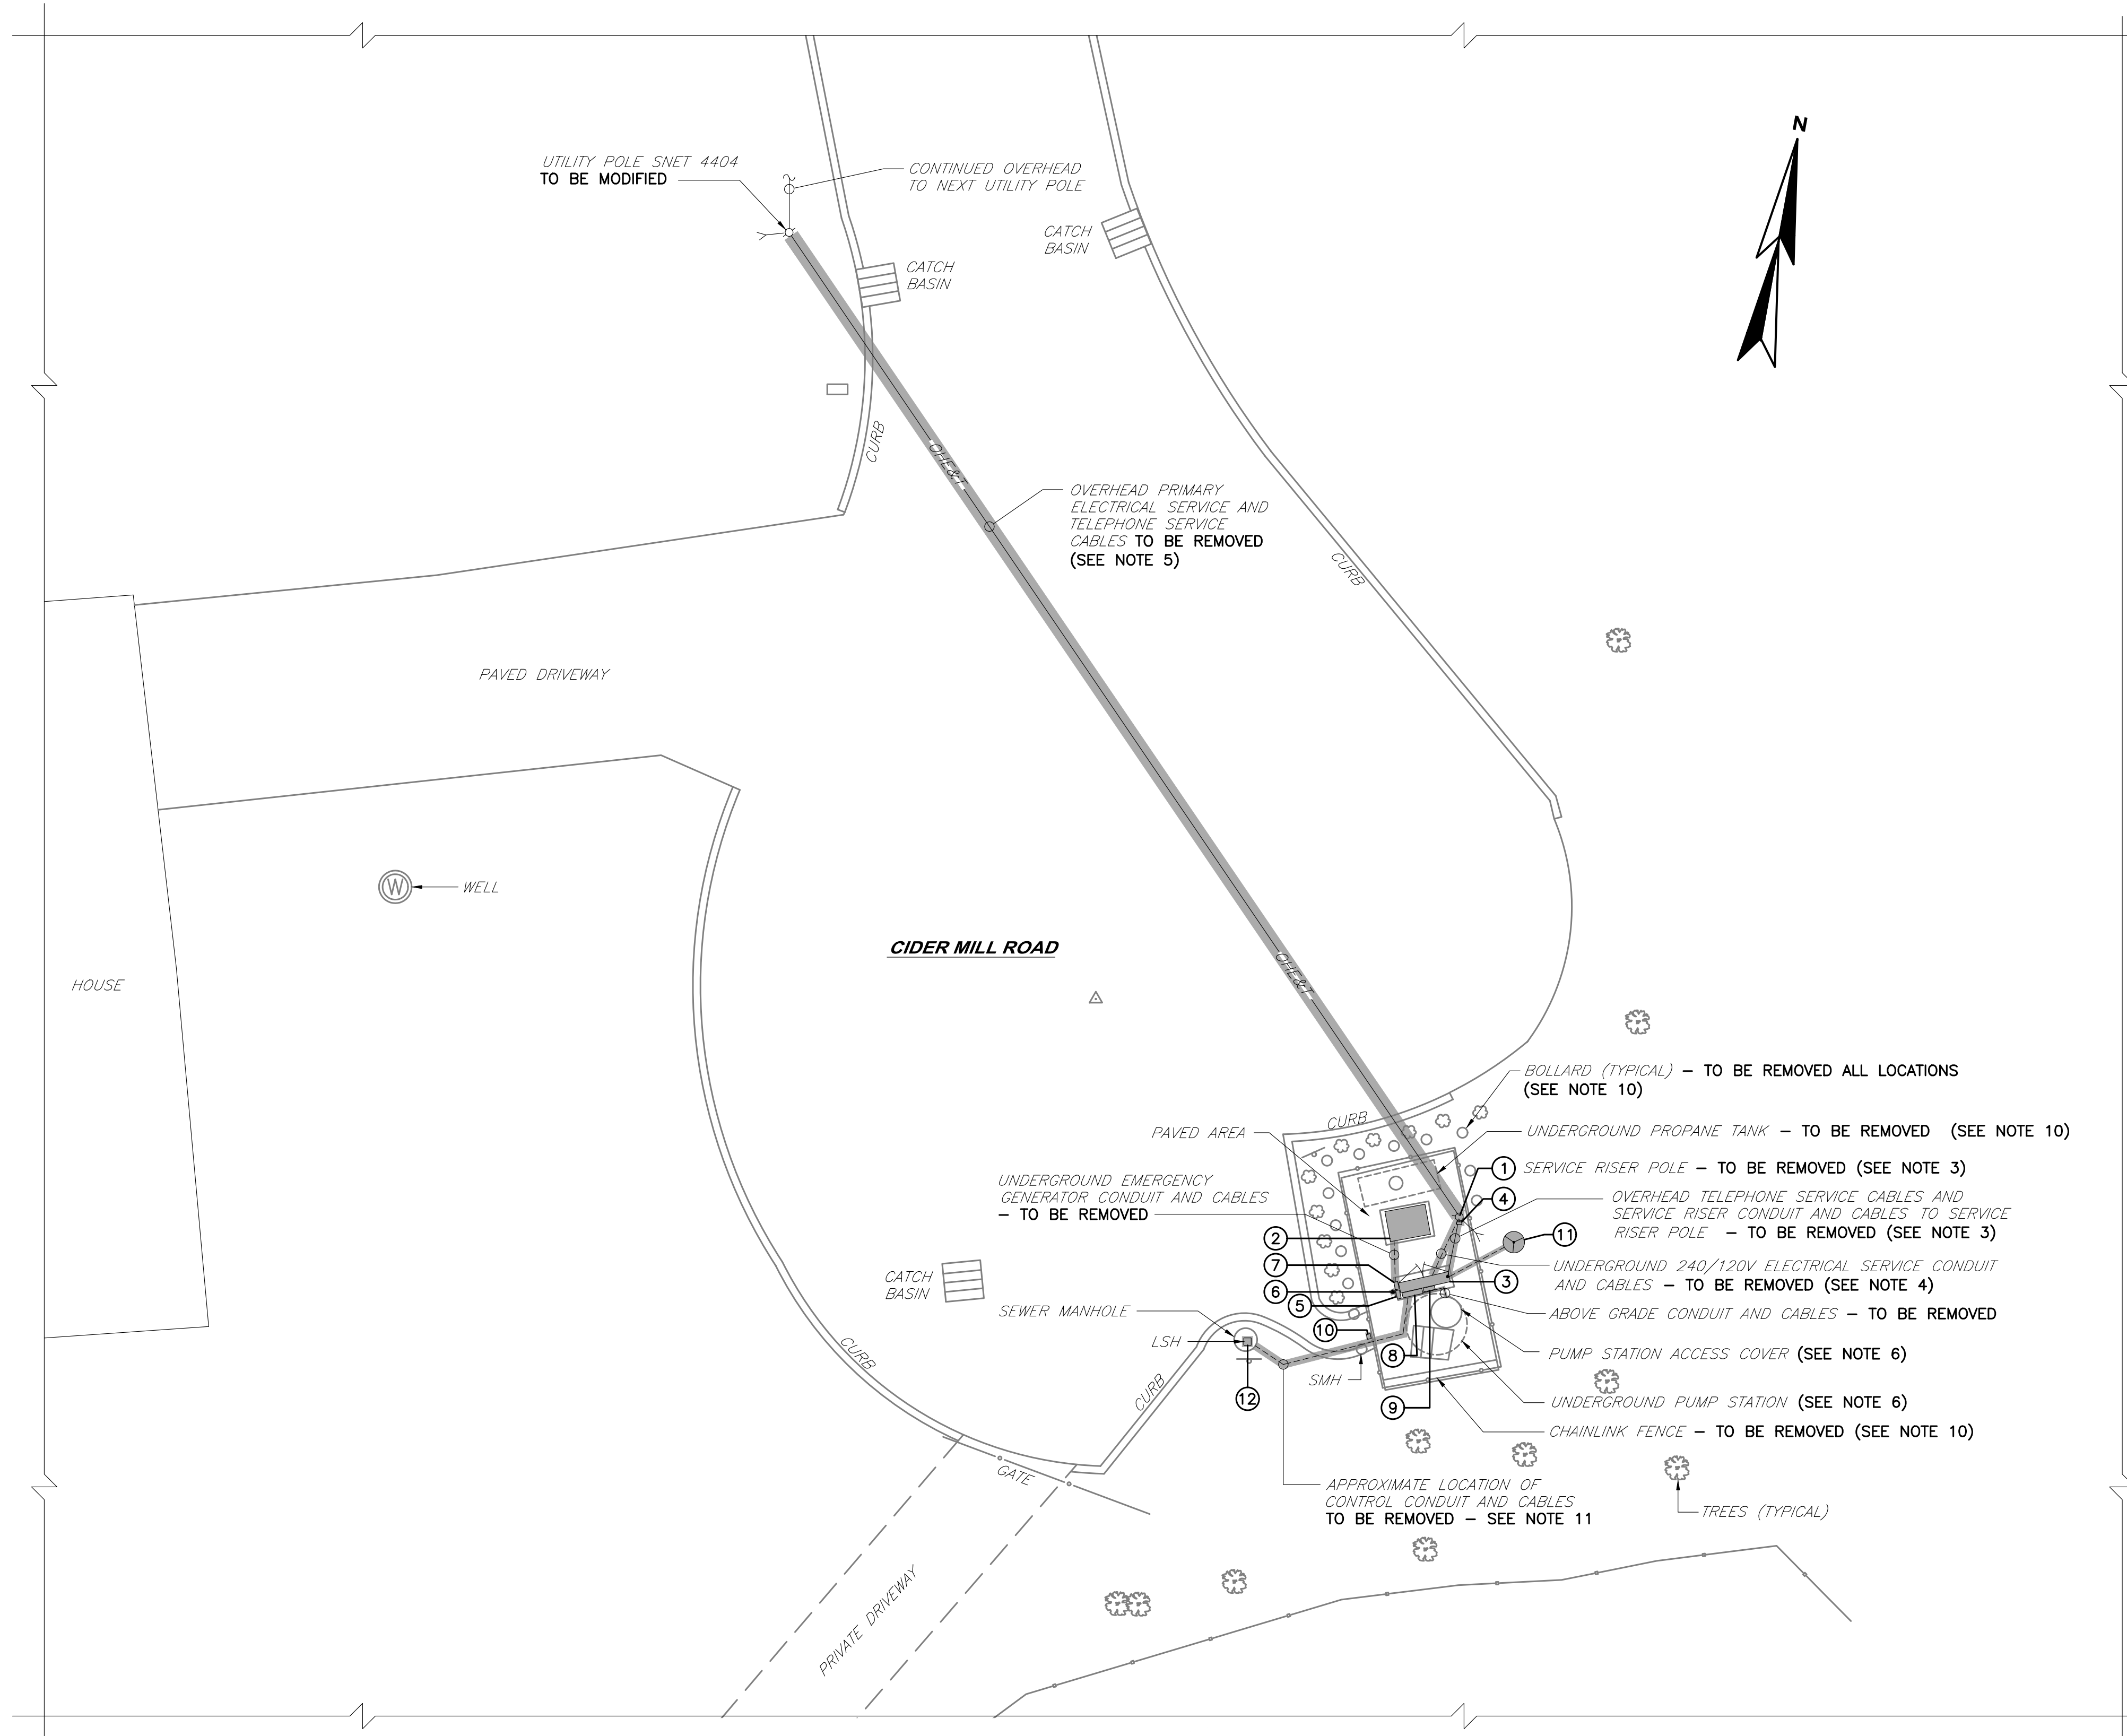 N
UTILITY POLE SNET 4404
TO BE MODIFIED
CONTINUED OVERHEAD
TO NEXT UTILITY POLE
CATCH
BASIN
CATCH
BASIN
CURB
OHE&T
OVERHEAD PRIMARY
ELECTRICAL SERVICE AND
TELEPHONE SERVICE
CABLES TO BE REMOVED
(SEE NOTE 5)
CURB
PAVED DRIVEWAY
W
WELL
CIDER MILL ROAD
HOUSE
OHE&T
BOLLARD (TYPICAL) – TO BE REMOVED ALL LOCATIONS
(SEE NOTE 10)
CURB
PAVED AREA
UNDERGROUND PROPANE TANK – TO BE REMOVED (SEE NOTE 10)
1
SERVICE RISER POLE – TO BE REMOVED (SEE NOTE 3)
UNDERGROUND EMERGENCY
GENERATOR CONDUIT AND CABLES
– TO BE REMOVED
4
OVERHEAD TELEPHONE SERVICE CABLES AND
SERVICE RISER CONDUIT AND CABLES TO SERVICE
RISER POLE – TO BE REMOVED (SEE NOTE 3)
2
11
7
UNDERGROUND 240/120V ELECTRICAL SERVICE CONDUIT
AND CABLES – TO BE REMOVED (SEE NOTE 4)
3
6
5
CATCH
BASIN
SEWER MANHOLE
ABOVE GRADE CONDUIT AND CABLES – TO BE REMOVED
10
LSH
8
PUMP STATION ACCESS COVER (SEE NOTE 6)
CURB
CURB
SMH
12
9
UNDERGROUND PUMP STATION (SEE NOTE 6)
CHAINLINK FENCE – TO BE REMOVED (SEE NOTE 10)
GATE
APPROXIMATE LOCATION OF
CONTROL CONDUIT AND CABLES
TO BE REMOVED – SEE NOTE 11
TREES (TYPICAL)
PRIVATE DRIVEWAY